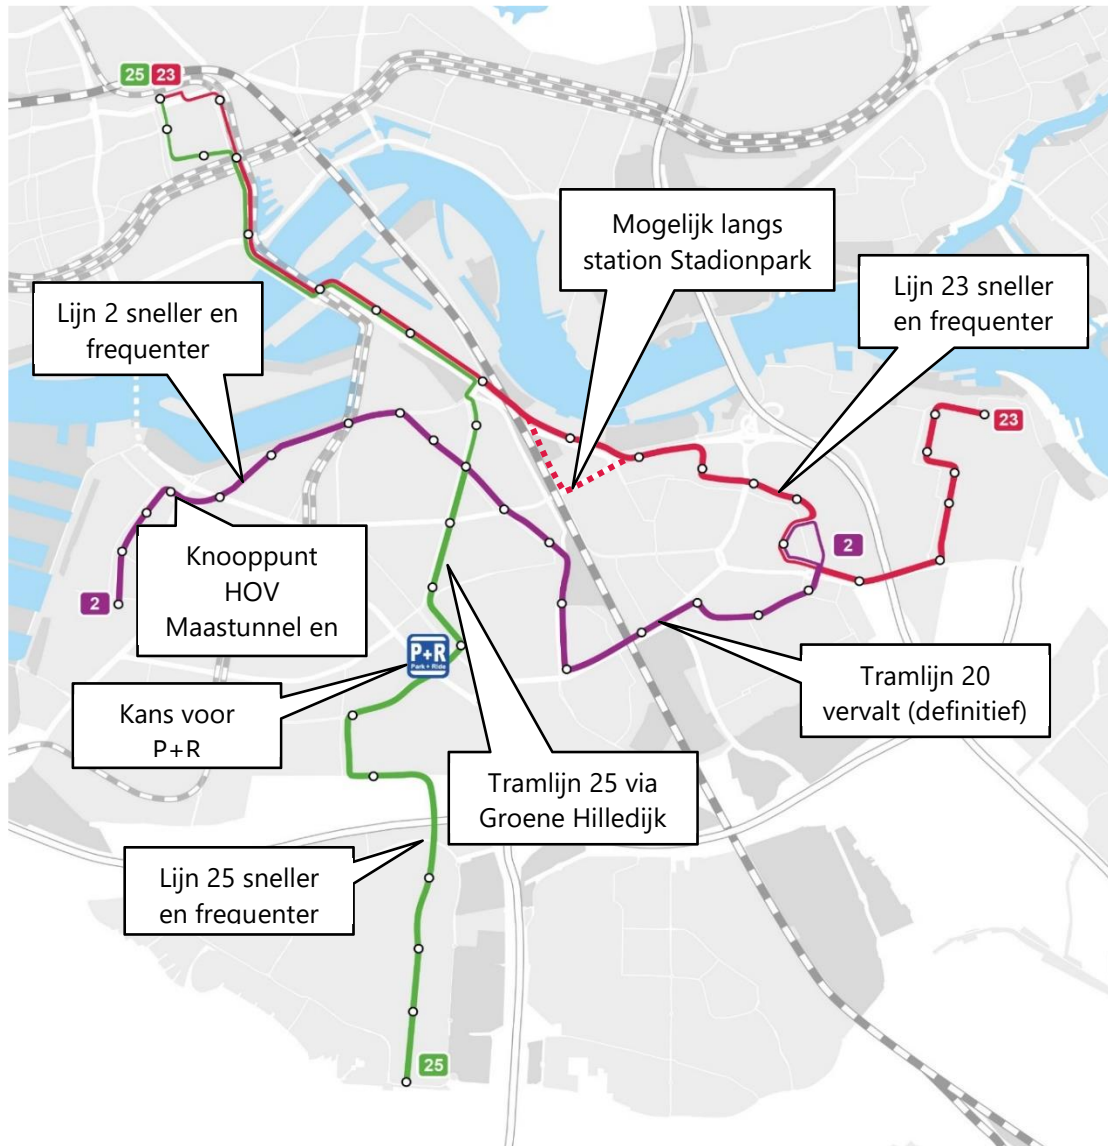 25 23
Mogelijk langs
station Stadionpark
Lijn 23 sneller
en frequenter
Lijn 2 sneller en
frequenter
23
2
Knooppunt
HOV
Maastunnel en
2
P+R
Park + Ride
Kans voor
P+R
Tramlijn 20
vervalt (definitief)
Tramlijn 25 via
Groene Hilledijk
Lijn 25 sneller
en frequenter
25